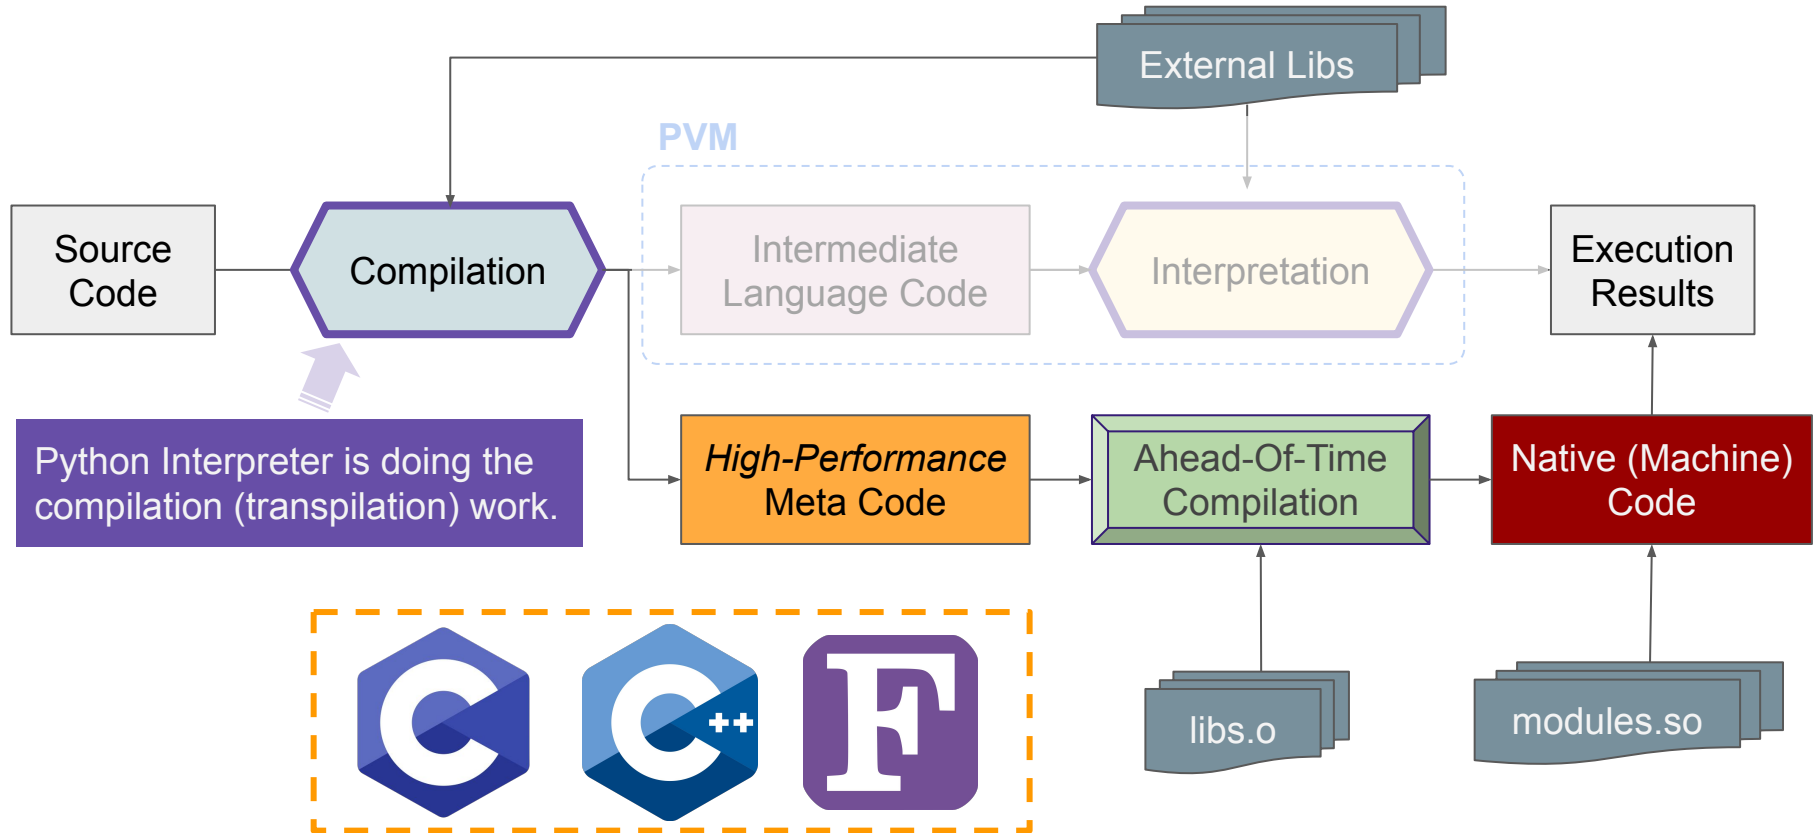 External Libs
PVM
Source
Code
Compilation
Intermediate
Language Code
Interpretation
Execution
Results
Python Interpreter is doing the
compilation (transpilation) work.
High-Performance
Meta Code
Ahead-Of-Time
Compilation
Native (Machine)
Code
C
C++
F
libs.o
modules.so